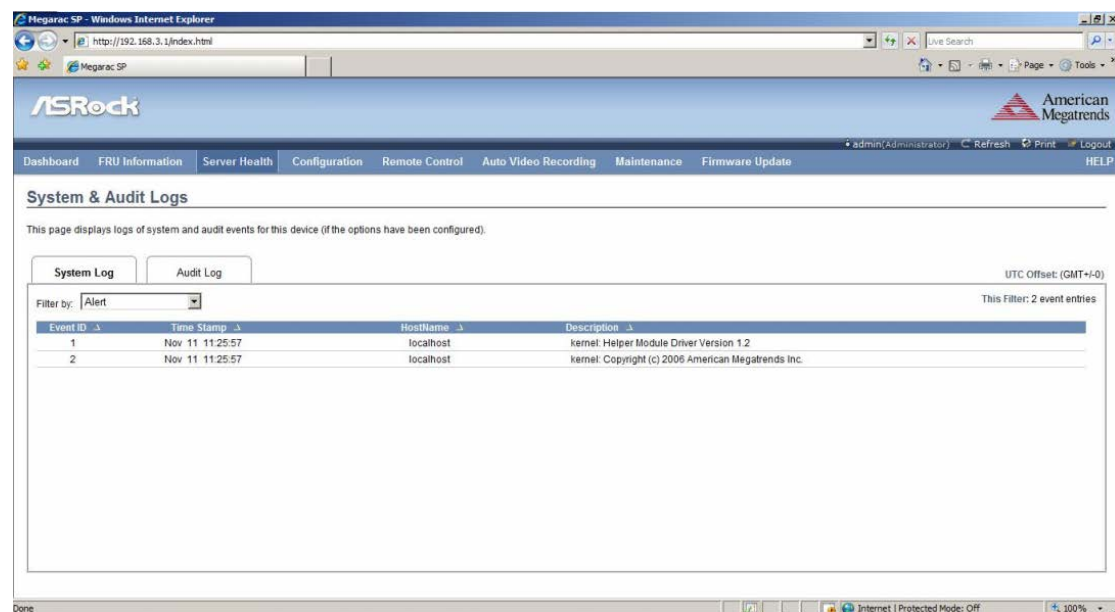 Megarac SP - Windows Internet Explorer
http://192.168.3.1/index.html
Live Search
Megarac SP
Page
Tools
ASRock
American Megatrends
admin(Administrator) Refresh Print Logout
Dashboard FRU Information Server Health Configuration Remote Control Auto Video Recording Maintenance Firmware Update HELP
System & Audit Logs
This page displays logs of system and audit events for this device (if the options have been configured).
System Log Audit Log UTC Offset: (GMT+/-0)
Filter by: Alert This Filter: 2 event entries
Event ID Time Stamp HostName Description
1 Nov 11 11:25:57 localhost kernel: Helper Module Driver Version 1.2
2 Nov 11 11:25:57 localhost kernel: Copyright (c) 2006 American Megatrends Inc.
Done Internet | Protected Mode: Off 100%